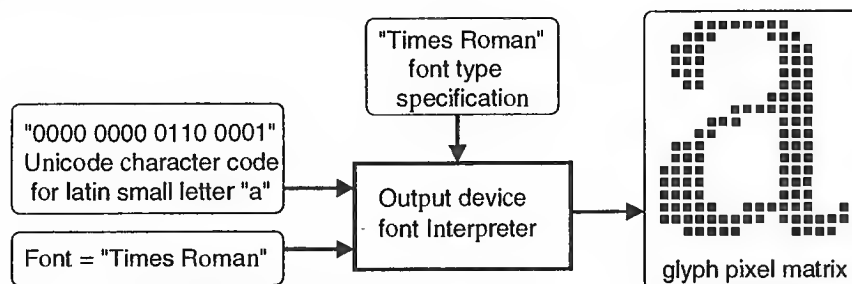 "Times Roman"
font type
specification
"0000 0000 0110 0001"
Unicode character code
for latin small letter "a"
Font = "Times Roman"
Output device
font Interpreter
glyph pixel matrix